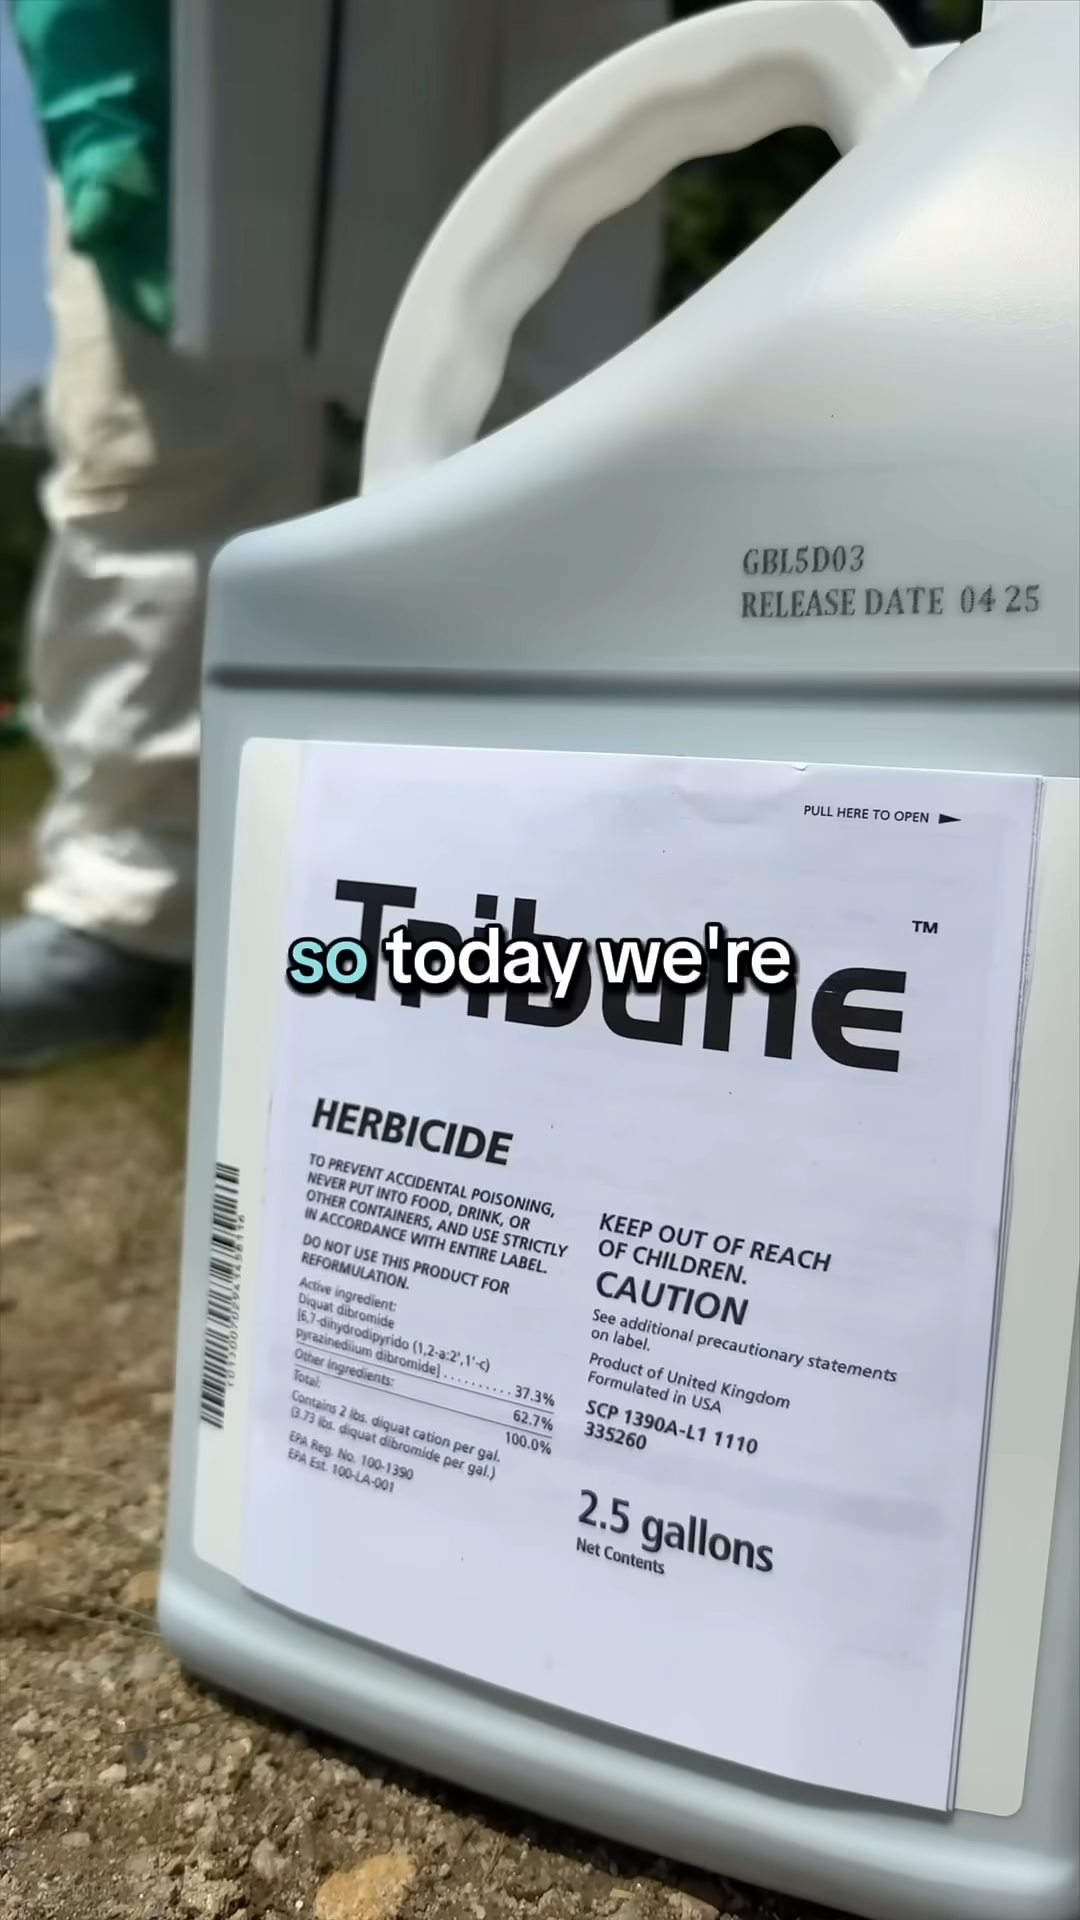 GBL5D03
RELEASE DATE 04 25
PULL HERE TO OPEN
Tribune™
so today we're
HERBICIDE
TO PREVENT ACCIDENTAL POISONING,
NEVER PUT INTO FOOD, DRINK, OR
OTHER CONTAINERS, AND USE STRICTLY
IN ACCORDANCE WITH ENTIRE LABEL.
DO NOT USE THIS PRODUCT FOR
REFORMULATION.
Active ingredient:
Diquat dibromide
[6,7-dihydrodipyrido (1,2-a:2',1'-c)
pyrazinediium dibromide] .......... 37.3%
Other ingredients: 62.7%
Total: 100.0%
Contains 2 lbs. diquat cation per gal.
(3.73 lbs. diquat dibromide per gal.)
EPA Reg. No. 100-1390
EPA Est. 100-LA-001
KEEP OUT OF REACH
OF CHILDREN.
CAUTION
See additional precautionary statements
on label.
Product of United Kingdom
Formulated in USA
SCP 1390A-L1 1110
335260
2.5 gallons
Net Contents